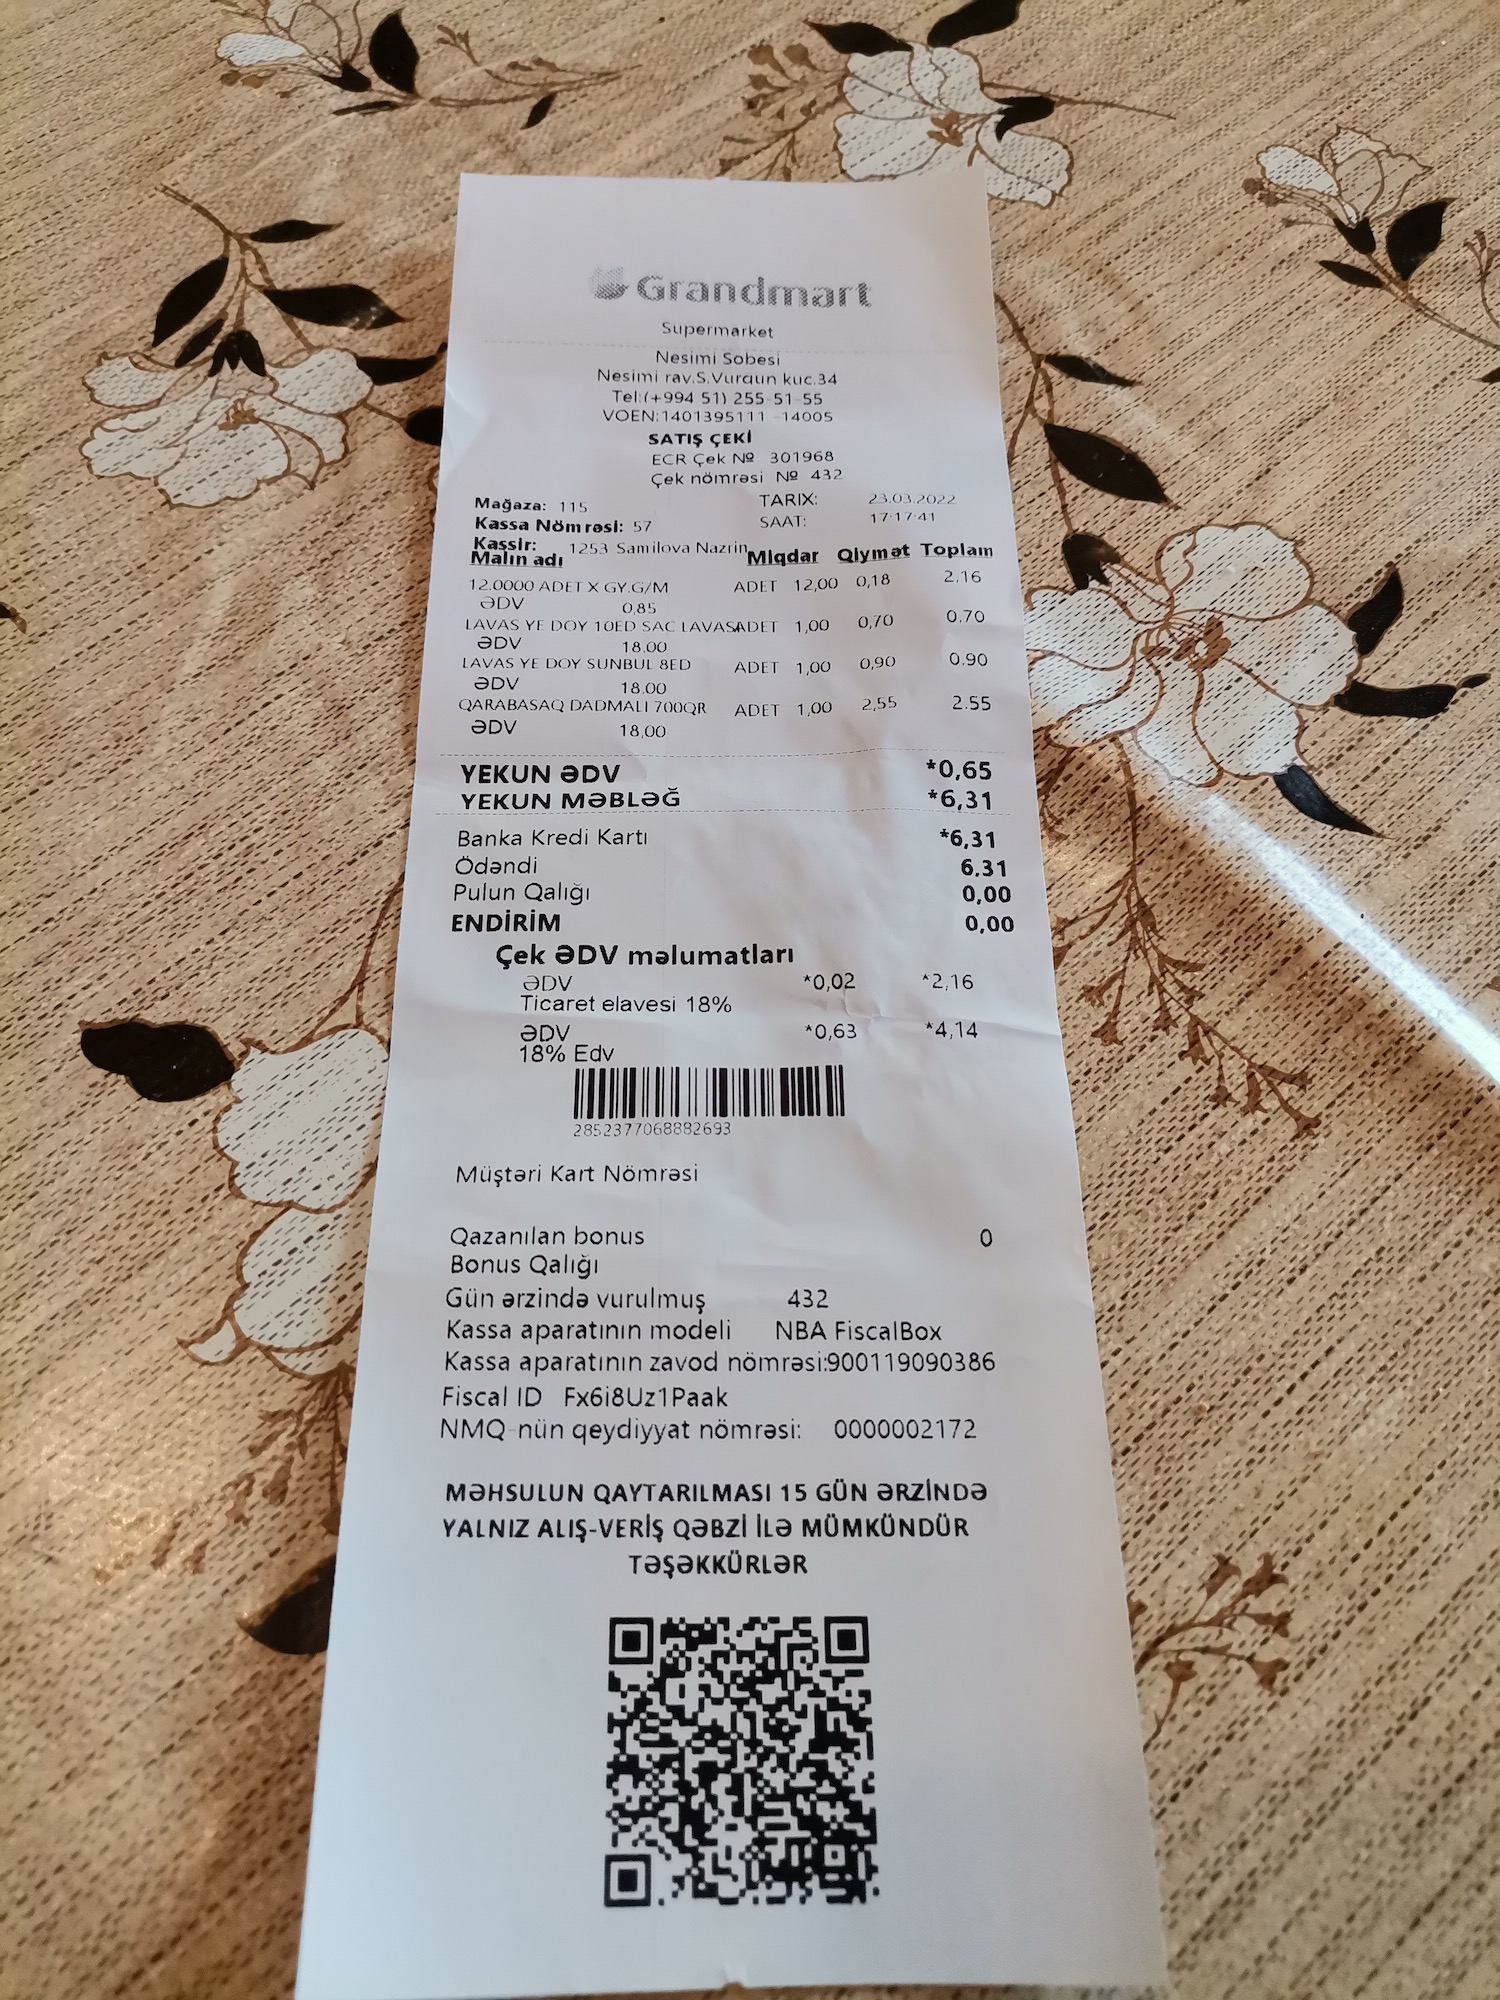 Grandmart
Supermarket
Nesimi Sobesi
Nesimi rav.S.Vurgun kuc.34
Tel:(+994 51) 255-51-55
VOEN:1401395111 -14005
SATIŞ ÇEKİ
ECR Çek № 301968
Çek nömrəsi № 432
Mağaza: 115 TARIX: 23.03.2022
Kassa Nömrəsi: 57 SAAT: 17:17:41
Kassir: 1253 Samilova Nazrin
Malın adı Miqdar Qiymət Toplam
12.0000 ADET X GY.G/M ADET 12,00 0,18 2.16
ƏDV 0,85
LAVAS YE DOY 10ED SAC LAVASADET 1,00 0,70 0.70
ƏDV 18.00
LAVAS YE DOY SUNBUL 8ED ADET 1,00 0,90 0.90
ƏDV 18.00
QARABASAQ DADMALI 700QR ADET 1,00 2,55 2.55
ƏDV 18,00
YEKUN ƏDV *0,65
YEKUN MƏBLƏĞ *6,31
Banka Kredi Kartı *6,31
Ödəndi 6.31
Pulun Qalığı 0,00
ENDİRİM 0,00
Çek ƏDV məlumatları
ƏDV *0,02 *2,16
Ticaret elavesi 18%
ƏDV *0,63 *4,14
18% Edv
2852377068882693
Müştəri Kart Nömrəsi
Qazanılan bonus 0
Bonus Qalığı
Gün ərzində vurulmuş 432
Kassa aparatının modeli NBA FiscalBox
Kassa aparatının zavod nömrəsi:900119090386
Fiscal ID Fx6i8Uz1Paak
NMQ-nün qeydiyyat nömrəsi: 0000002172
MƏHSULUN QAYTARILMASI 15 GÜN ƏRZİNDƏ
YALNIZ ALIŞ-VERİŞ QƏBZİ İLƏ MÜMKÜNDÜR
TƏŞƏKKÜRLƏR